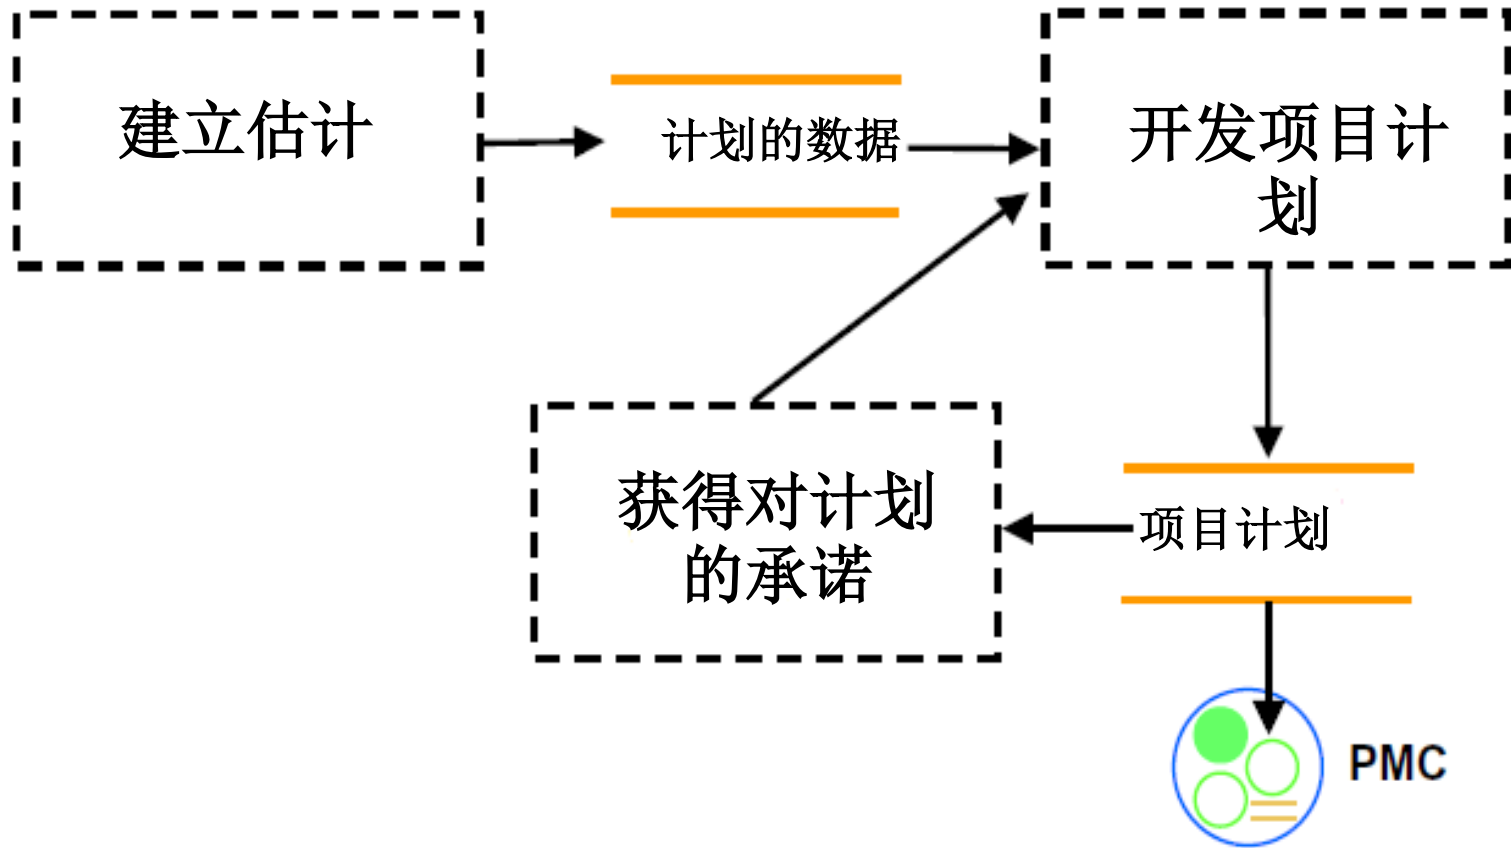 建立估计
计划的数据
开发项目计
划
获得对计划
的承诺
项目计划
PMC